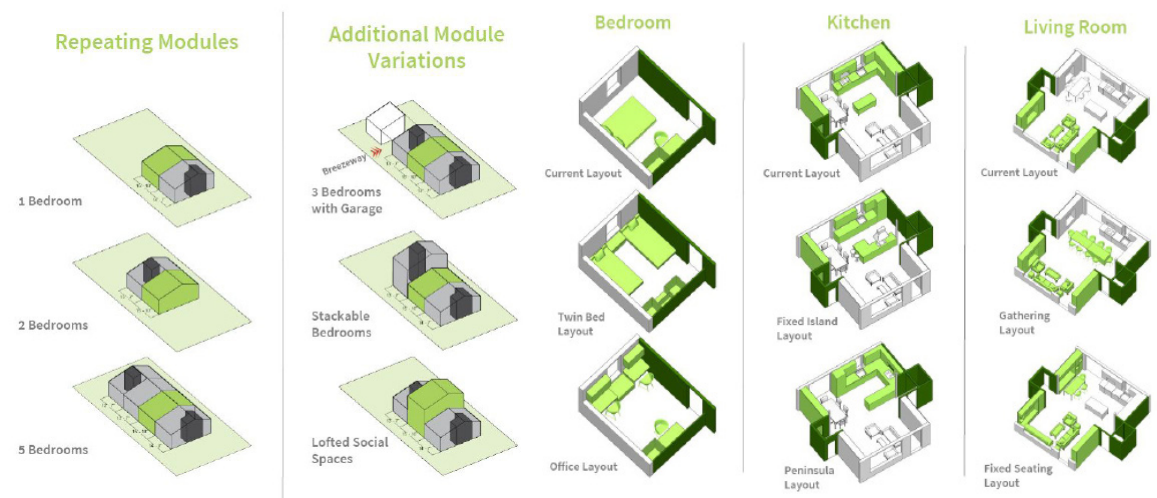 Repeating Modules
1 Bedroom
2 Bedrooms
5 Bedrooms
Additional Module
Variations
Breezeway
3 Bedrooms
with Garage
Stackable
Bedrooms
Lofted Social
Spaces
Bedroom
Current Layout
Twin Bed
Layout
Office Layout
Kitchen
Current Layout
Fixed Island
Layout
Peninsula
Layout
Living Room
Current Layout
Gathering
Layout
Fixed Seating
Layout